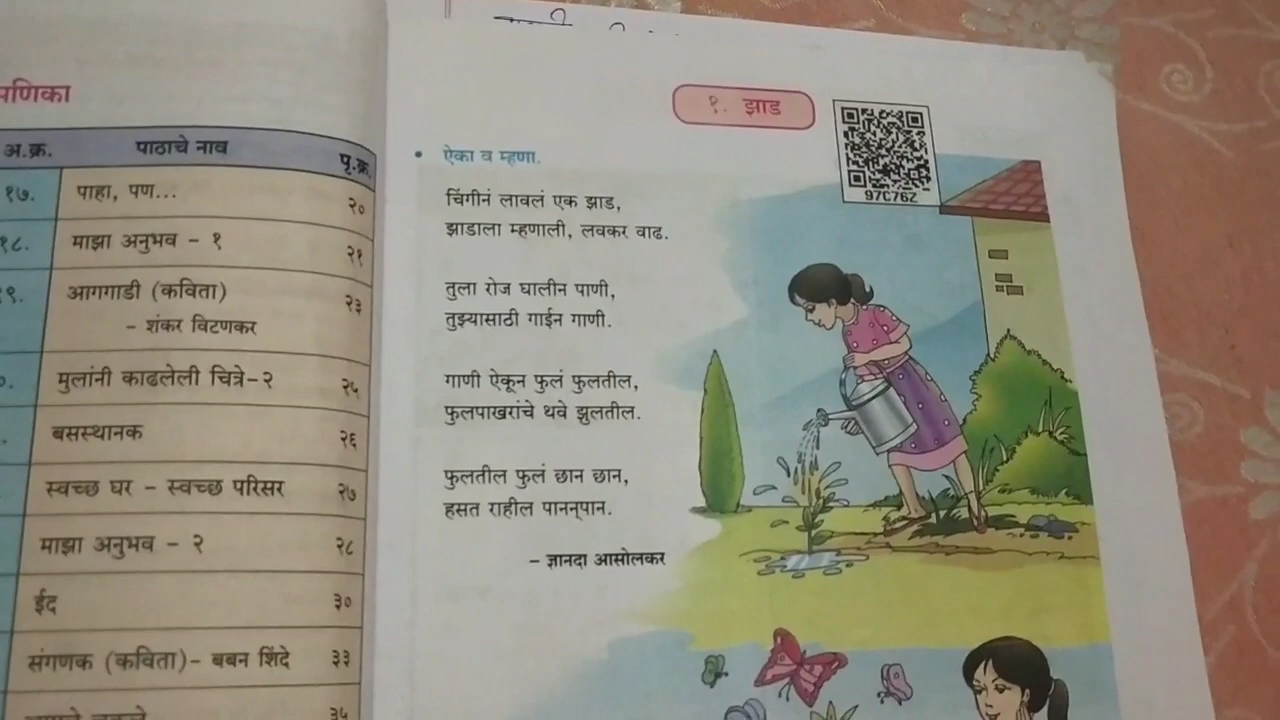 अ.क्र. पाठाचे नाव पृ.क्र.
१७. पाहा, पण... २०
१८. माझा अनुभव - १ २१
आगगाडी (कविता) २३
- शंकर विटणकर
मुलांनी काढलेली चित्रे-२ २५
बसस्थानक २६
स्वच्छ घर - स्वच्छ परिसर २७
माझा अनुभव - २ २८
ईद ३०
संगणक (कविता)- बबन शिंदे ३३
१. झाड
97C76Z
• ऐका व म्हणा.
चिंगीनं लावलं एक झाड,
झाडाला म्हणाली, लवकर वाढ.
तुला रोज घालीन पाणी,
तुझ्यासाठी गाईन गाणी.
गाणी ऐकून फुलं फुलतील,
फुलपाखरांचे थवे झुलतील.
फुलतील फुलं छान छान,
हसत राहील पानन्‌पान.
- ज्ञानदा आसोलकर